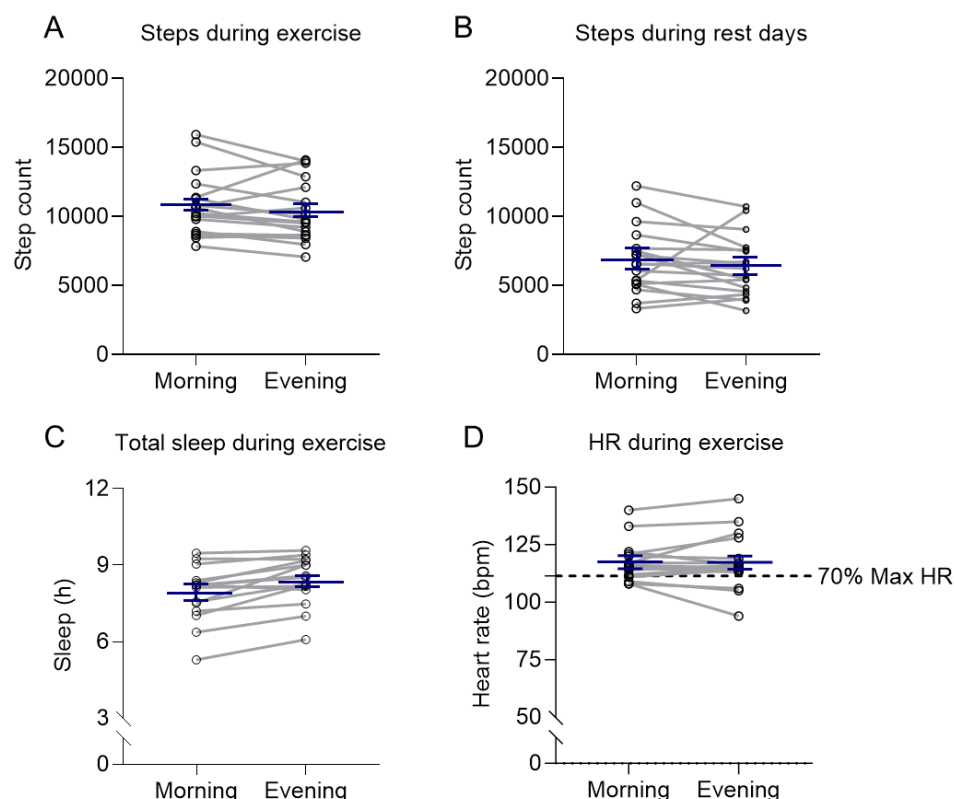 A
Steps during exercise
20000
15000
10000
5000
0
Step count
Morning Evening
B
Steps during rest days
20000
15000
10000
5000
0
Step count
Morning Evening
C
Total sleep during exercise
12
9
6
3
0
Sleep (h)
Morning Evening
D
HR during exercise
150
125
100
75
50
0
Heart rate (bpm)
70% Max HR
Morning Evening